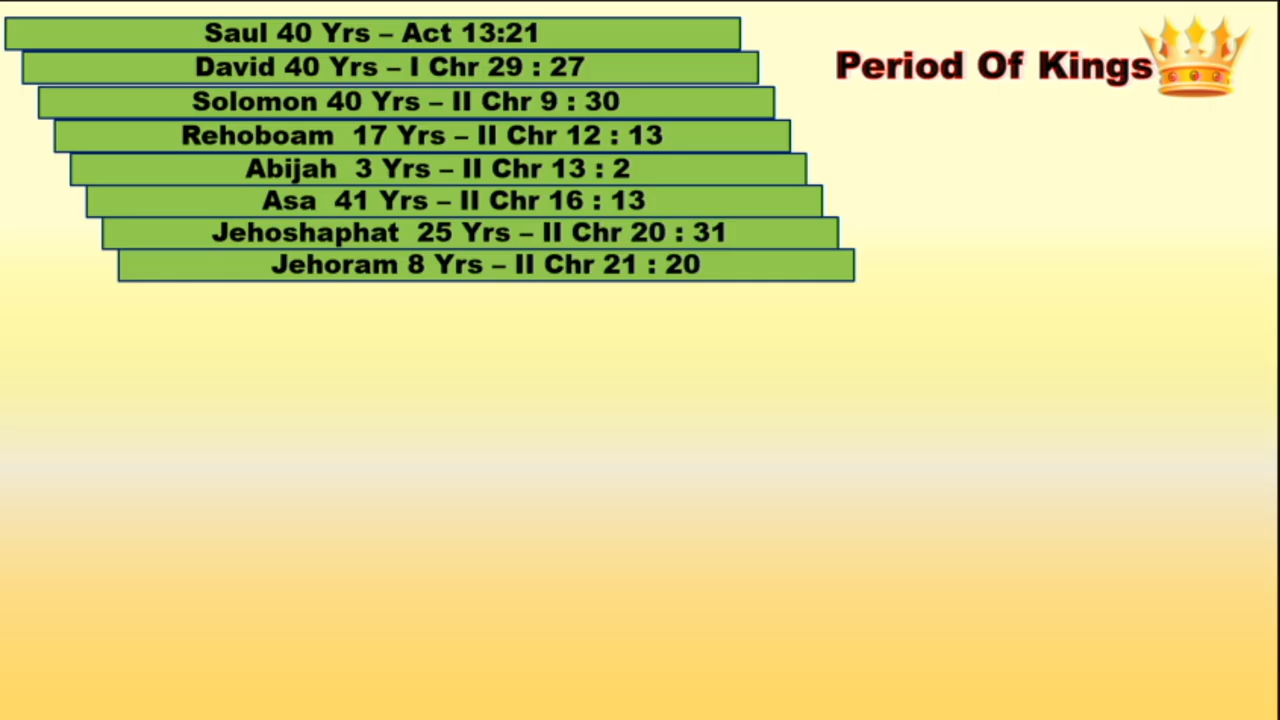 Saul 40 Yrs – Act 13:21
David 40 Yrs – I Chr 29 : 27
Solomon 40 Yrs – II Chr 9 : 30
Rehoboam  17 Yrs – II Chr 12 : 13
Abijah  3 Yrs – II Chr 13 : 2
Asa  41 Yrs – II Chr 16 : 13
Jehoshaphat  25 Yrs – II Chr 20 : 31
Jehoram 8 Yrs – II Chr 21 : 20
Period Of Kings